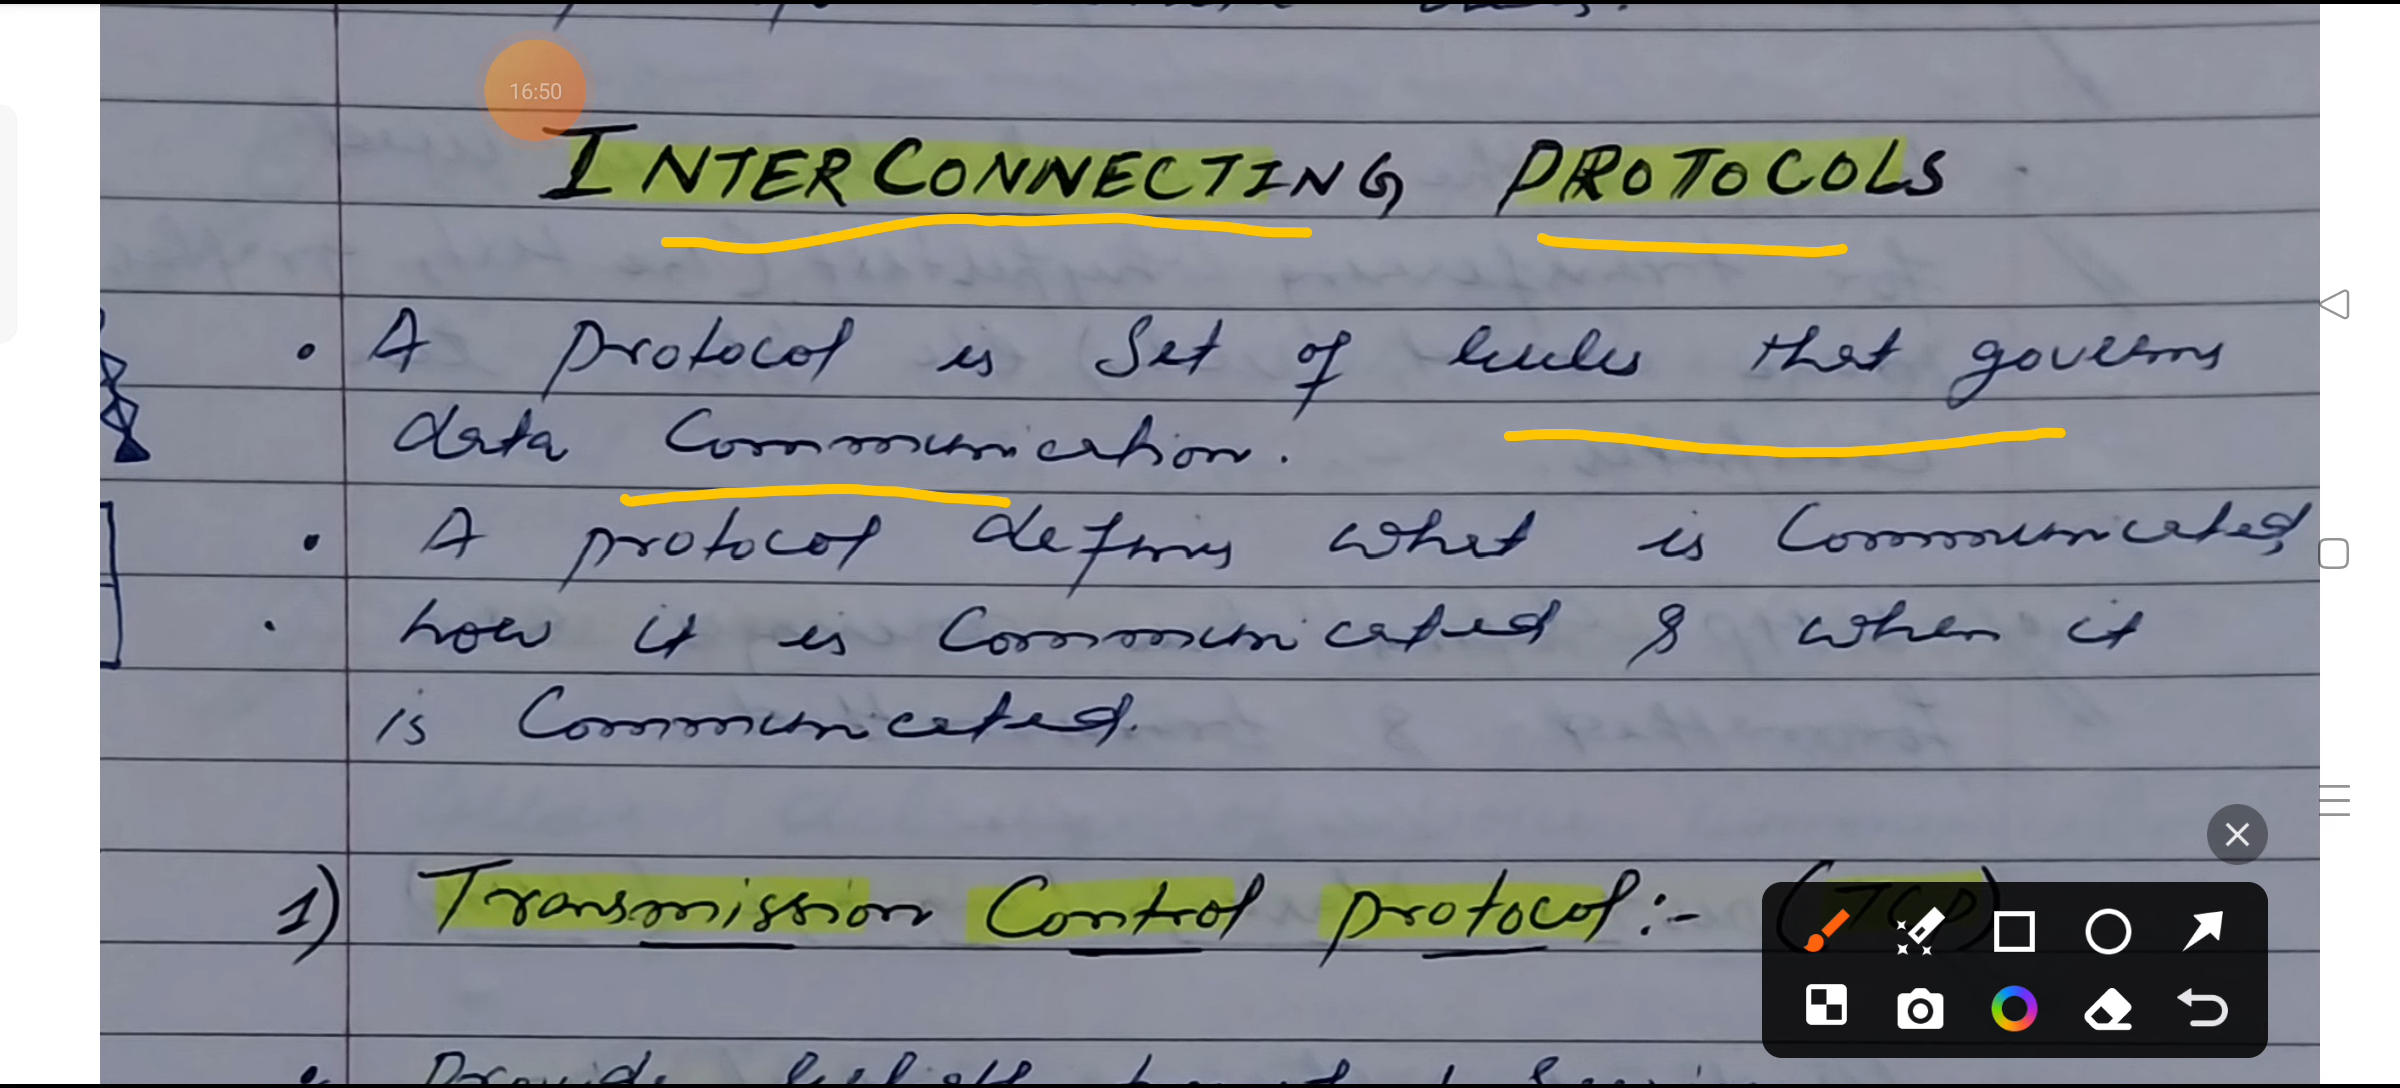 16:50
INTERCONNECTING PROTOCOLS
• A protocol is Set of rules that governs
data Communication.
• A protocol defines what is Communicated,
how it is Communicated & when it
is Communicated.
1) Transmission Control protocol :- (TCP)
• Provide